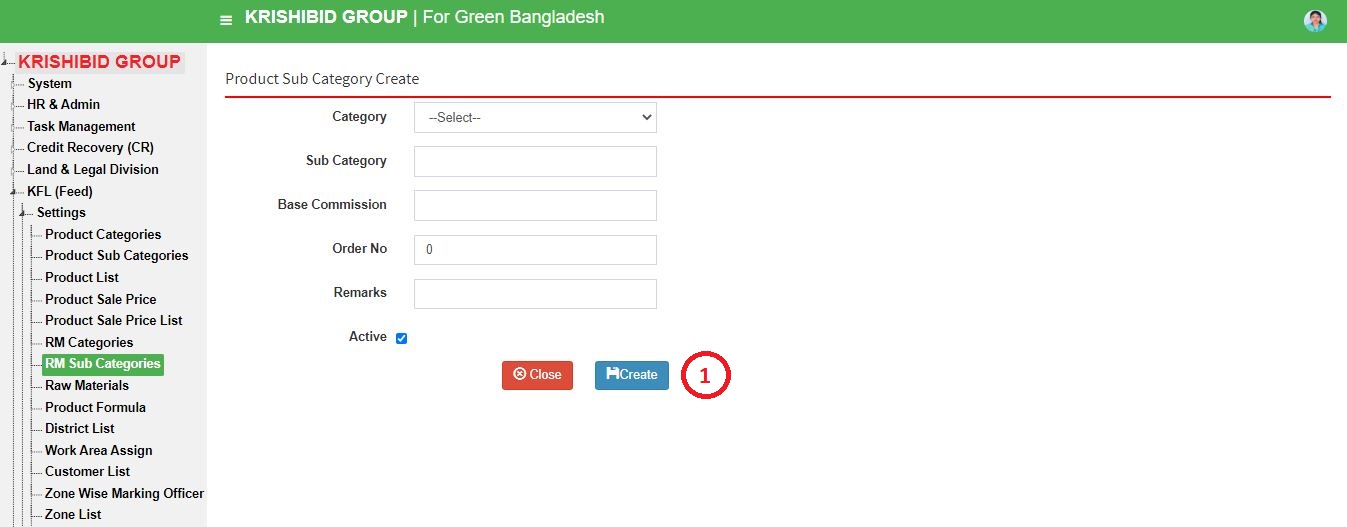 KRISHIBID GROUP | For Green Bangladesh
KRISHIBID GROUP
System
HR & Admin
Task Management
Credit Recovery (CR)
Land & Legal Division
KFL (Feed)
Settings
Product Categories
Product Sub Categories
Product List
Product Sale Price
Product Sale Price List
RM Categories
RM Sub Categories
Raw Materials
Product Formula
District List
Work Area Assign
Customer List
Zone Wise Marking Officer
Zone List
Product Sub Category Create
Category --Select--
Sub Category
Base Commission
Order No 0
Remarks
Active
Close Create 1